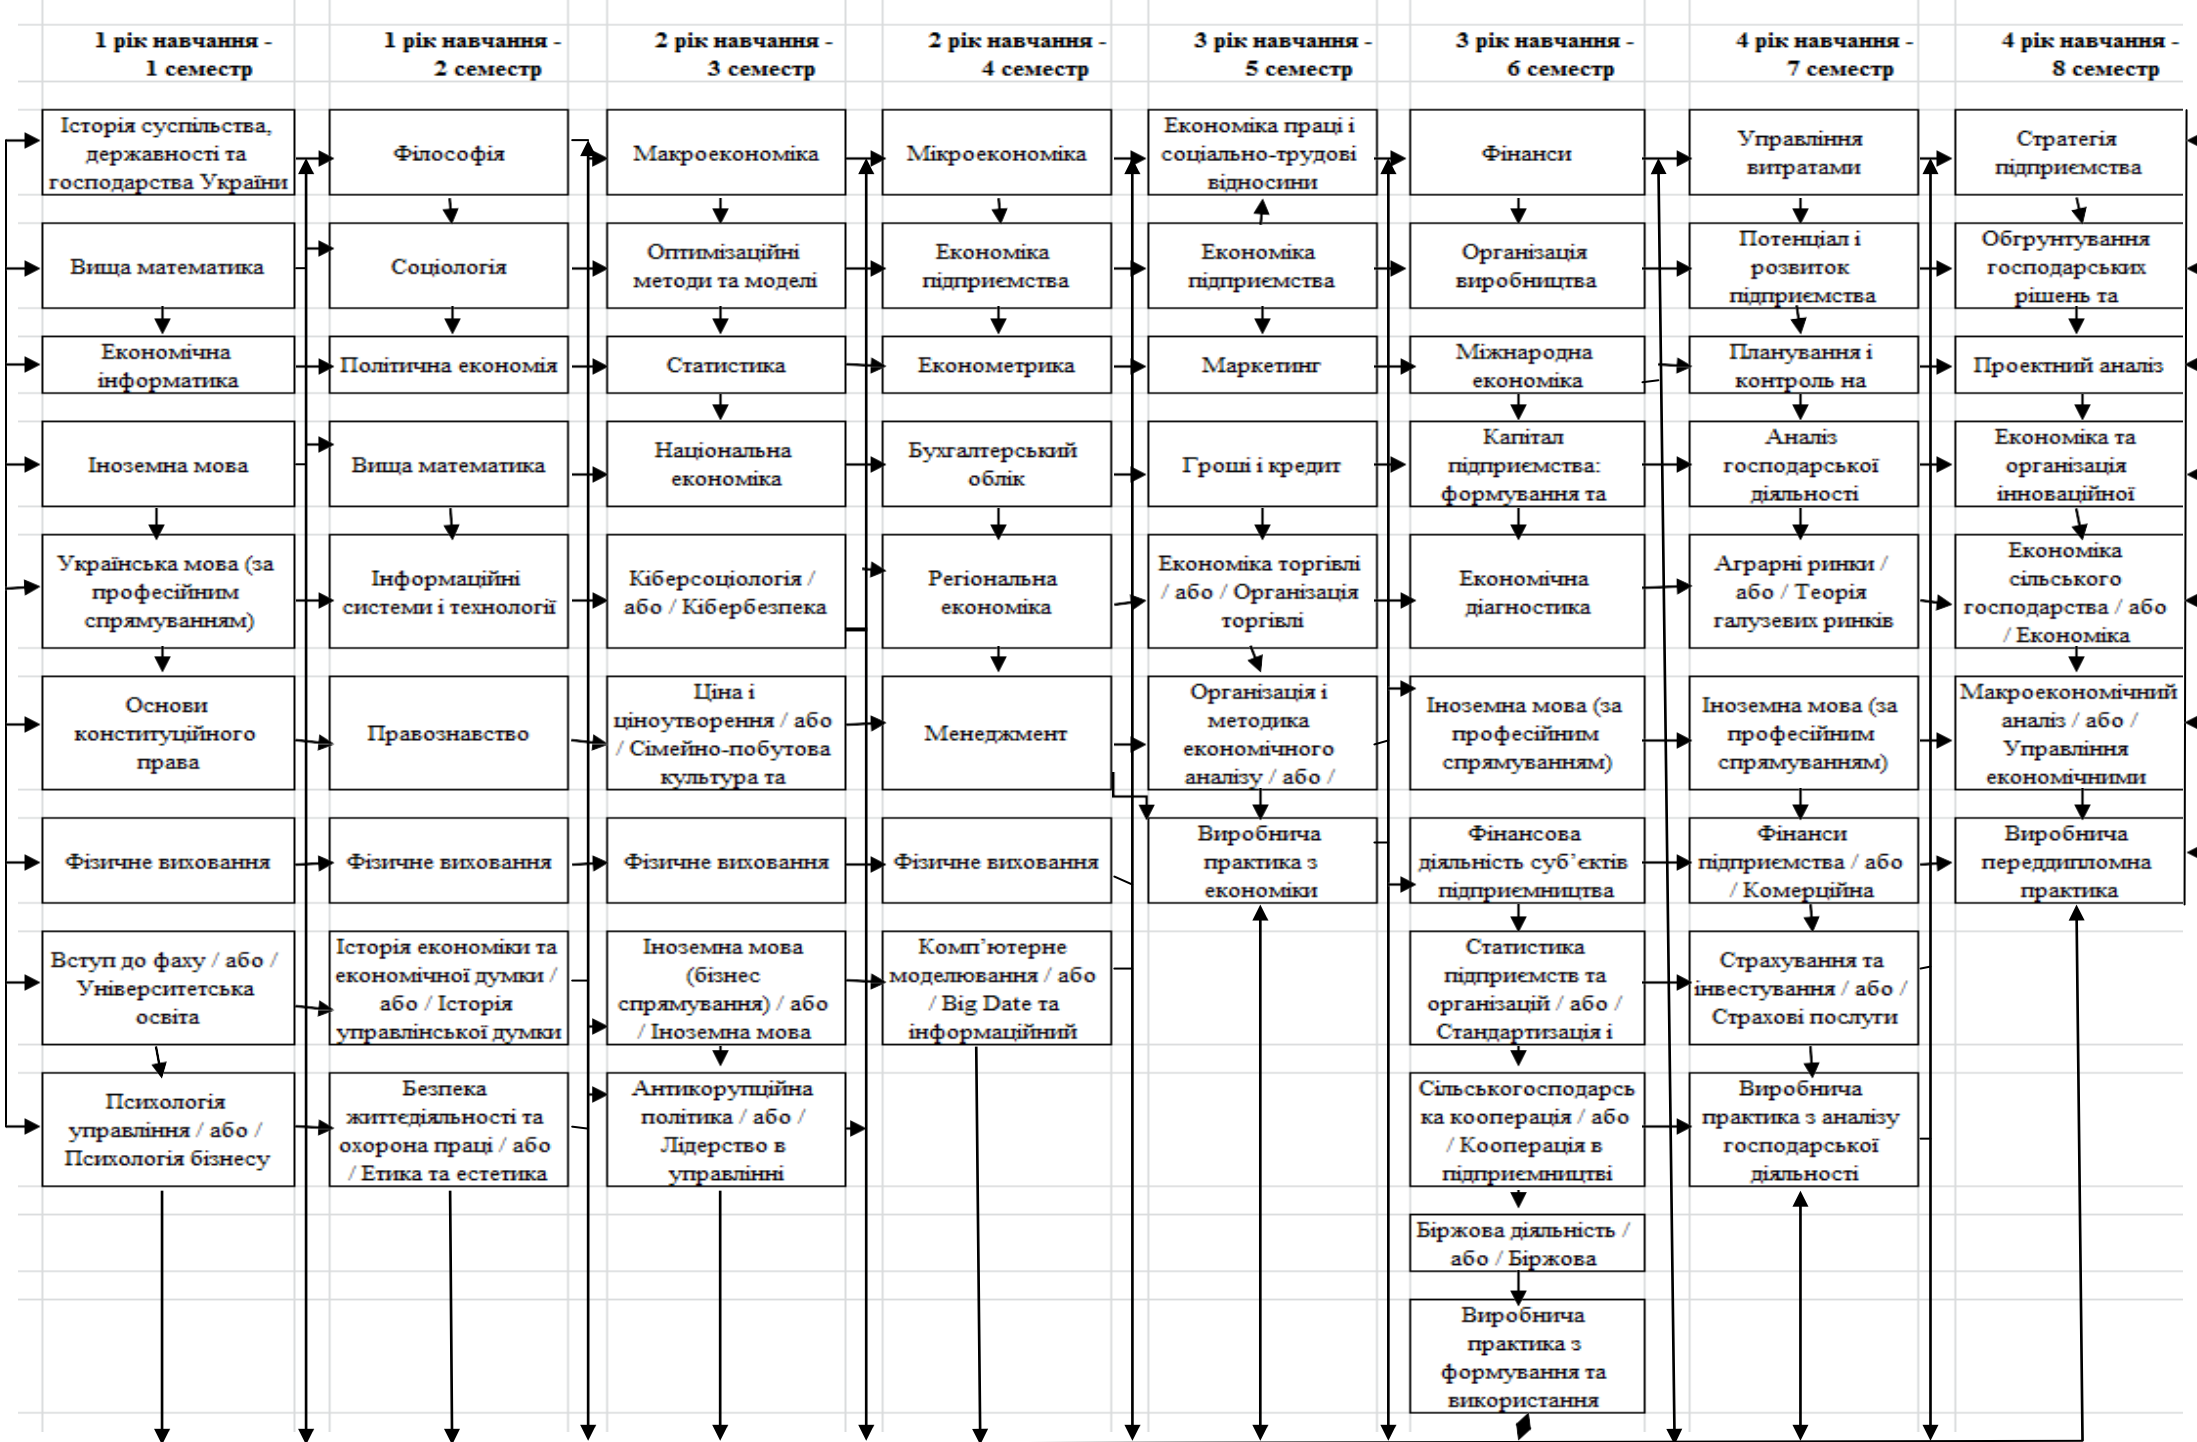 1 рік навчання -
1 семестр
1 рік навчання -
2 семестр
2 рік навчання -
3 семестр
2 рік навчання -
4 семестр
3 рік навчання -
5 семестр
3 рік навчання -
6 семестр
4 рік навчання -
7 семестр
4 рік навчання -
8 семестр
Історія суспільства,
державності та
господарства України
Вища математика
Економічна
інформатика
Іноземна мова
Українська мова (за
професійним
спрямуванням)
Основи
конституційного
права
Фізичне виховання
Вступ до фаху / або /
Університетська
освіта
Психологія
управління / або /
Психологія бізнесу
Філософія
Соціологія
Політична економія
Вища математика
Інформаційні
системи і технології
Правознавство
Фізичне виховання
Історія економіки та
економічної думки /
або / Історія
управлінської думки
Безпека
життєдіяльності та
охорона праці / або
/ Етика та естетика
Макроекономіка
Оптимізаційні
методи та моделі
Статистика
Національна
економіка
Кіберсоціологія /
або / Кібербезпека
Ціна і
ціноутворення / або
/ Сімейно-побутова
культура та
Фізичне виховання
Іноземна мова
(бізнес
спрямування) / або
/ Іноземна мова
Антикорупційна
політика / або /
Лідерство в
управлінні
Мікроекономіка
Економіка
підприємства
Економетрика
Бухгалтерський
облік
Регіональна
економіка
Менеджмент
Фізичне виховання
Комп’ютерне
моделювання / або
/ Big Date та
інформаційний
Економіка праці і
соціально-трудові
відносини
Економіка
підприємства
Маркетинг
Гроші і кредит
Економіка торгівлі
/ або / Організація
торгівлі
Організація і
методика
економічного
аналізу / або /
Виробнича
практика з
економіки
Фінанси
Організація
виробництва
Міжнародна
економіка
Капітал
підприємства:
формування та
Економічна
діагностика
Іноземна мова (за
професійним
спрямуванням)
Фінансова
діяльність суб’єктів
підприємництва
Статистика
підприємств та
організацій / або /
Стандартизація і
Сільськогосподарсь
ка кооперація / або
/ Кооперація в
підприємництві
Біржова діяльність /
або / Біржова
Виробнича
практика з
формування та
використання
Управління
витратами
Потенціал і
розвиток
підприємства
Планування і
контроль на
Аналіз
господарської
діяльності
Аграрні ринки /
або / Теорія
галузевих ринків
Іноземна мова (за
професійним
спрямуванням)
Фінанси
підприємства / або
/ Комерційна
Страхування та
інвестування / або /
Страхові послуги
Виробнича
практика з аналізу
господарської
діяльності
Стратегія
підприємства
Обгрунтування
господарських
рішень та
Проектний аналіз
Економіка та
організація
інноваційної
Економіка
сільського
господарства / або
/ Економіка
Макроекономічний
аналіз / або /
Управління
економічними
Виробнича
переддипломна
практика